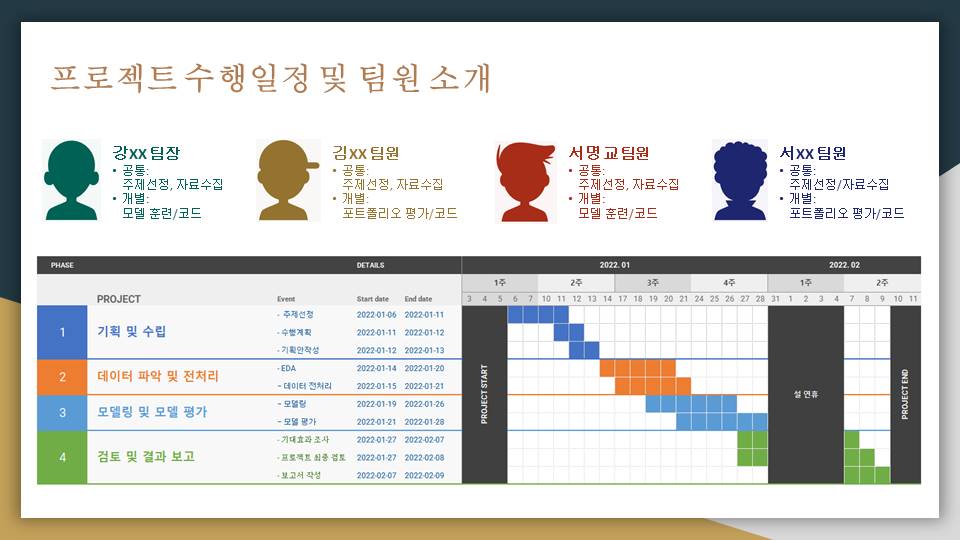 프로젝트 수행일정 및 팀원 소개
강XX 팀장
• 공통:
주제선정, 자료수집
• 개별:
모델 훈련/코드
김XX 팀원
• 공통:
주제선정, 자료수집
• 개별:
포트폴리오 평가/코드
서명교 팀원
• 공통:
주제선정, 자료수집
• 개별:
모델 훈련/코드
서XX 팀원
• 공통:
주제선정/자료수집
• 개별:
포트폴리오 평가/코드
PHASE DETAILS 2022. 01 2022. 02
1주 2주 3주 4주 1주 2주
PROJECT Event Start date End date 3 4 5 6 7 10 11 12 13 14 17 18 19 20 21 24 25 26 27 28 31 1 2 3 4 7 8 9 10 11
1 기획 및 수립
- 주제선정 2022-01-06 2022-01-11
- 수행계획 2022-01-11 2022-01-12
- 기획안작성 2022-01-12 2022-01-13
2 데이터 파악 및 전처리
- EDA 2022-01-14 2022-01-20
- 데이터 전처리 2022-01-15 2022-01-21
3 모델링 및 모델 평가
- 모델링 2022-01-19 2022-01-26
- 모델 평가 2022-01-21 2022-01-28
4 검토 및 결과 보고
- 기대효과 조사 2022-01-27 2022-02-07
- 프로젝트 최종 검토 2022-01-27 2022-02-08
- 보고서 작성 2022-02-07 2022-02-09
PROJECT START
설 연휴
PROJECT END